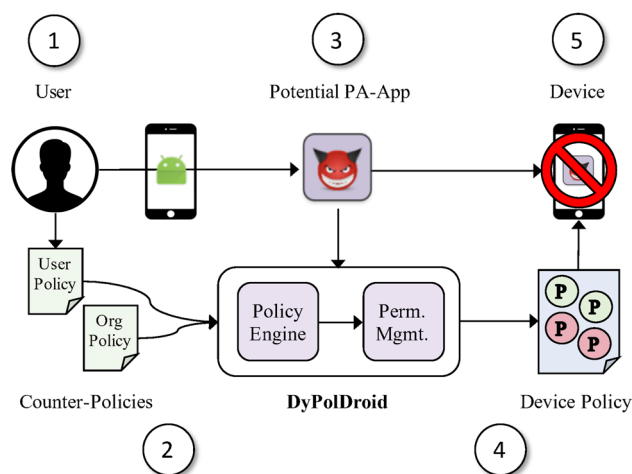 1
3
5
User
Potential PA-App
Device
User
Policy
Org
Policy
Policy
Engine
Perm.
Mgmt.
P
P
P
P
Counter-Policies
DyPolDroid
Device Policy
2
4